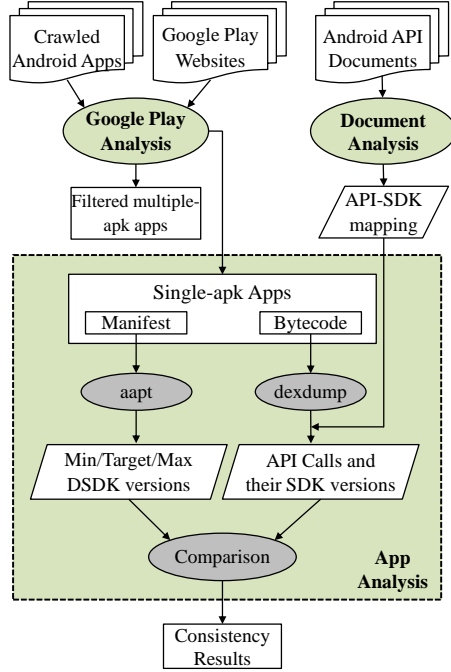 Crawled
Android Apps
Google Play
Websites
Android API
Documents
Google Play
Analysis
Document
Analysis
Filtered multiple-
apk apps
API-SDK
mapping
Single-apk Apps
Manifest
Bytecode
aapt
dexdump
Min/Target/Max
DSDK versions
API Calls and
their SDK versions
Comparison
App
Analysis
Consistency
Results